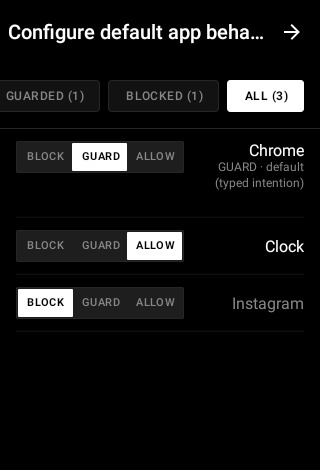 Configure default app beha…
GUARDED (1) BLOCKED (1) ALL (3)
BLOCK GUARD ALLOW Chrome
GUARD · default
(typed intention)
BLOCK GUARD ALLOW Clock
BLOCK GUARD ALLOW Instagram